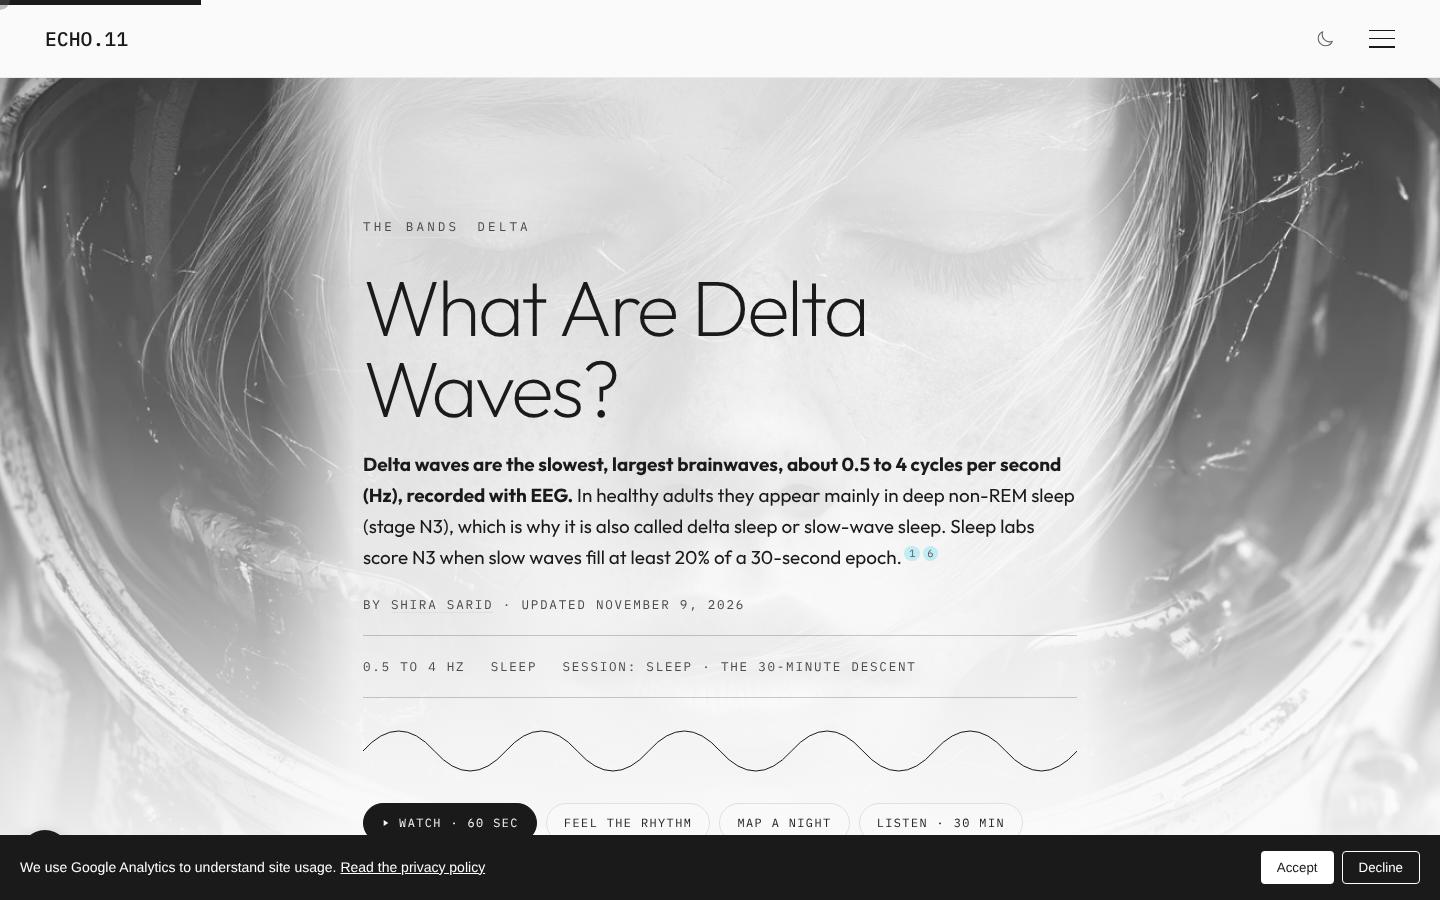 ECHO.11
THE BANDS DELTA
What Are Delta
Waves?
Delta waves are the slowest, largest brainwaves, about 0.5 to 4 cycles per second
(Hz), recorded with EEG. In healthy adults they appear mainly in deep non-REM sleep
(stage N3), which is why it is also called delta sleep or slow-wave sleep. Sleep labs
score N3 when slow waves fill at least 20% of a 30-second epoch. 1 6
BY SHIRA SARID · UPDATED NOVEMBER 9, 2026
0.5 TO 4 HZ SLEEP SESSION: SLEEP · THE 30-MINUTE DESCENT
WATCH · 60 SEC FEEL THE RHYTHM MAP A NIGHT LISTEN · 30 MIN
We use Google Analytics to understand site usage. Read the privacy policy Accept Decline